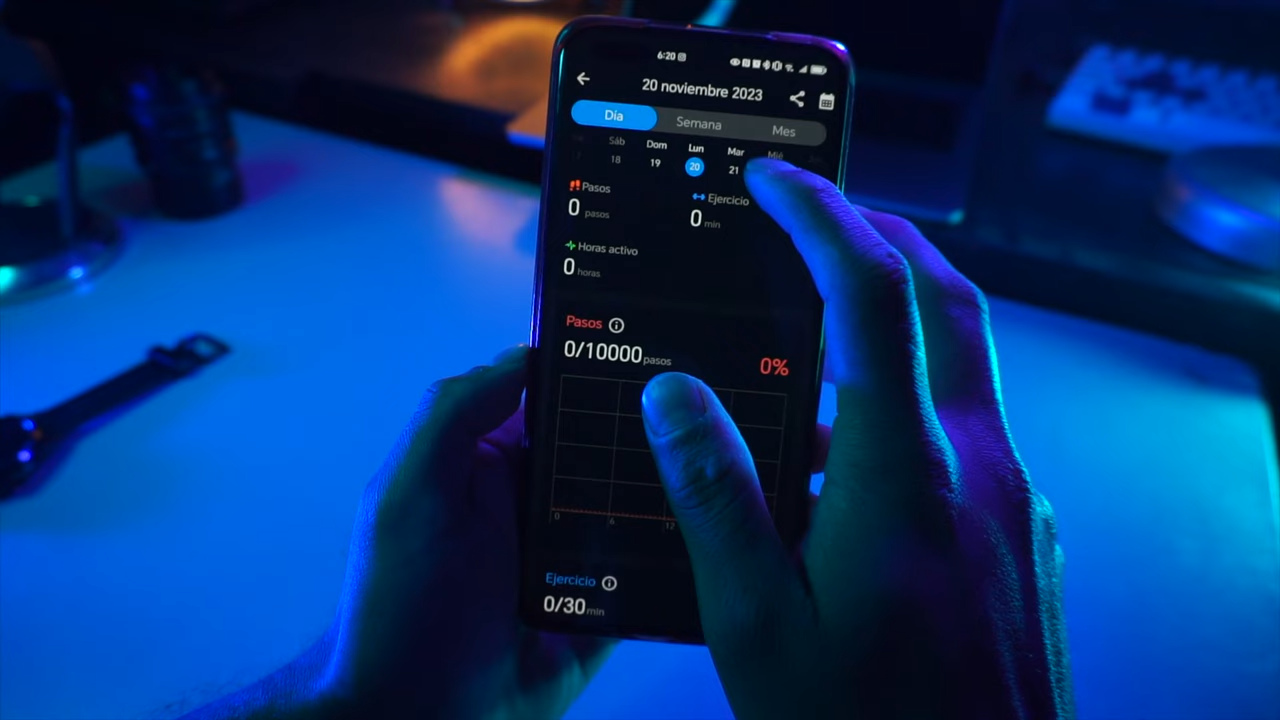 6:20
20 noviembre 2023
Día Semana Mes
Sáb Dom Lun Mar Mié
18 19 20 21
Pasos
0 pasos
Ejercicio
0 min
Horas activo
0 horas
Pasos
0/10000 pasos
0%
0 6 12
Ejercicio
0/30 min